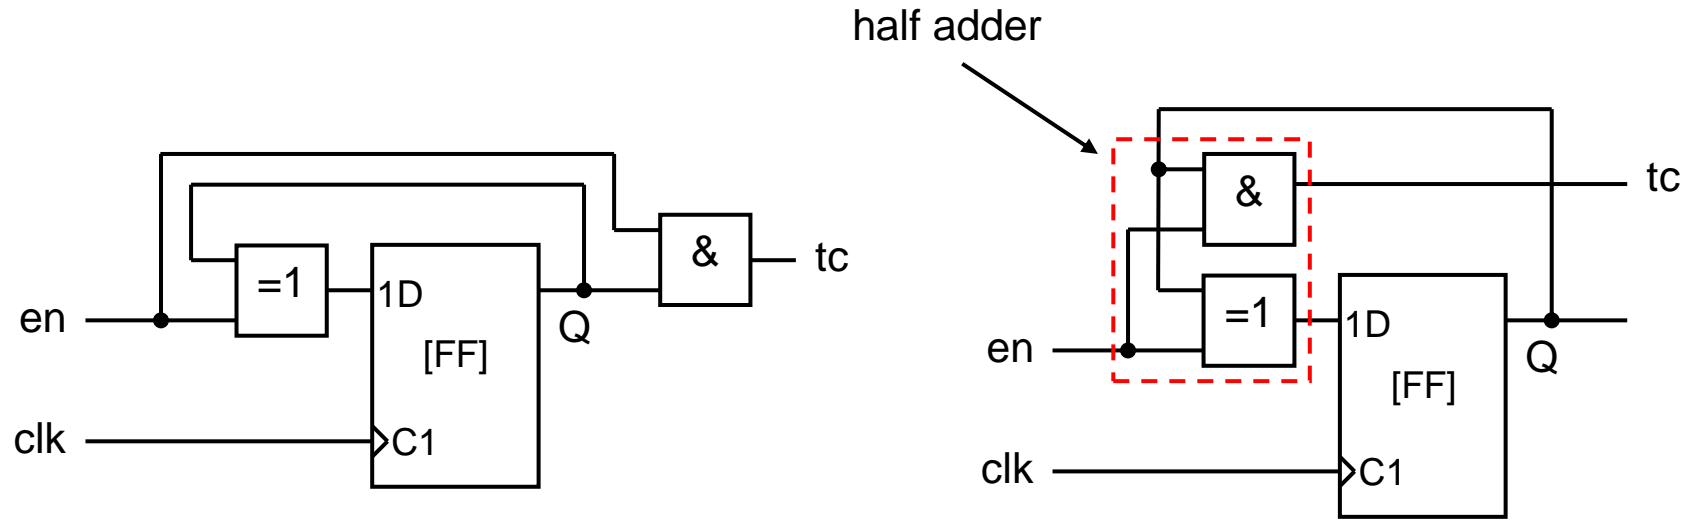 half adder
&
tc
=1
1D
en
Q
[FF]
clk
C1
&
tc
=1
1D
en
Q
[FF]
clk
C1